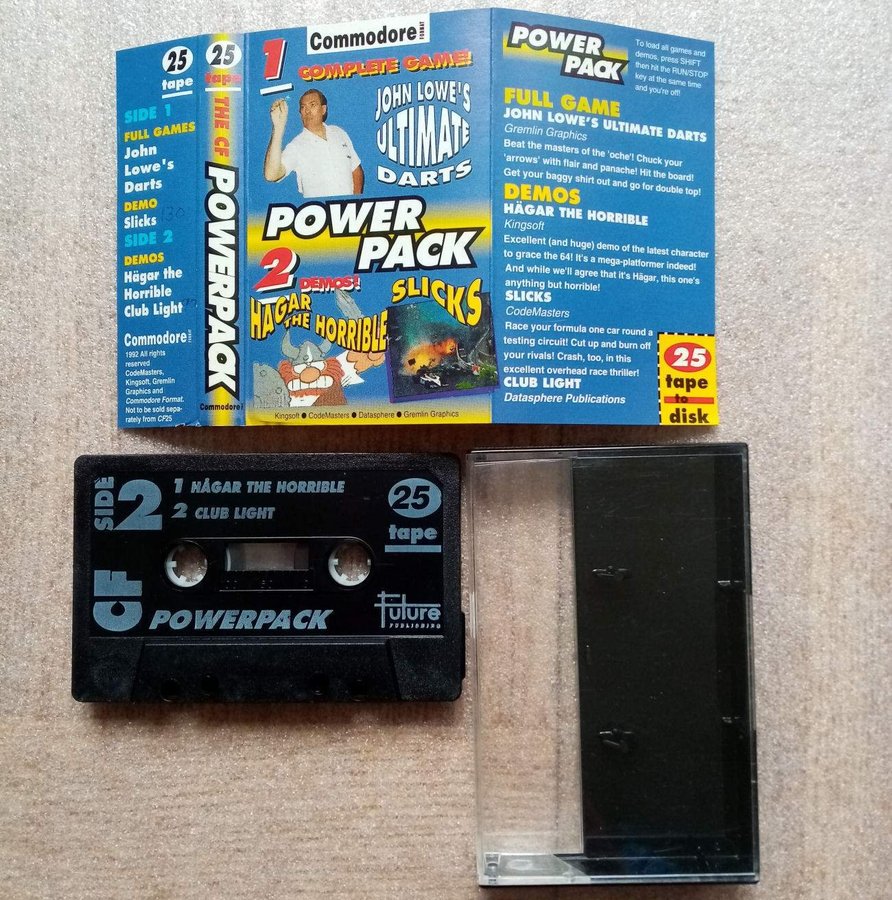 25
tape
SIDE 1
FULL GAMES
John
Lowe's
Darts
DEMO
Slicks
SIDE 2
DEMOS
Hägar the
Horrible
Club Light
Commodore
FORMAT
1992 All rights
reserved
CodeMasters,
Kingsoft, Gremlin
Graphics and
Commodore Format.
Not to be sold sepa-
rately from CF25
25
tape
THE CF
POWERPACK
Commodore
Commodore
FORMAT
1 COMPLETE GAME!
JOHN LOWE'S
ULTIMATE
DARTS
POWER
PACK
2 DEMOS!
HAGAR
THE HORRIBLE
SLICKS
Kingsoft ● CodeMasters ● Datasphere ● Gremlin Graphics
POWER
PACK
To load all games and
demos, press SHIFT
then hit the RUN/STOP
key at the same time
and you're off!
FULL GAME
JOHN LOWE'S ULTIMATE DARTS
Gremlin Graphics
Beat the masters of the 'oche'! Chuck your
'arrows' with flair and panache! Hit the board!
Get your baggy shirt out and go for double top!
DEMOS
HÄGAR THE HORRIBLE
Kingsoft
Excellent (and huge) demo of the latest character
to grace the 64! It's a mega-platformer indeed!
And while we'll agree that it's Hägar, this one's
anything but horrible!
SLICKS
CodeMasters
Race your formula one car round a
testing circuit! Cut up and burn off
your rivals! Crash, too, in this
excellent overhead race thriller!
CLUB LIGHT
Datasphere Publications
25
tape
to
disk
SIDE 2
1 HÅGAR THE HORRIBLE
2 CLUB LIGHT
25
tape
CF
POWERPACK
Future
PUBLISHING